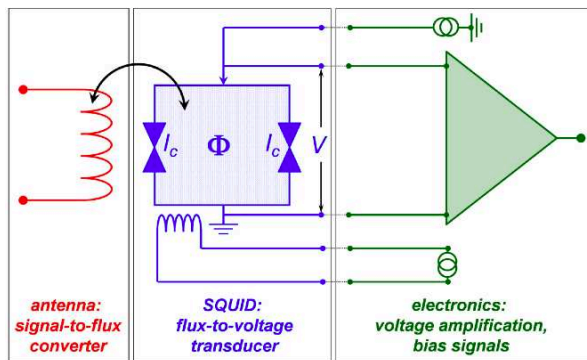 I_c
Φ
I_c
V
antenna:
signal-to-flux
converter
SQUID:
flux-to-voltage
transducer
electronics:
voltage amplification,
bias signals